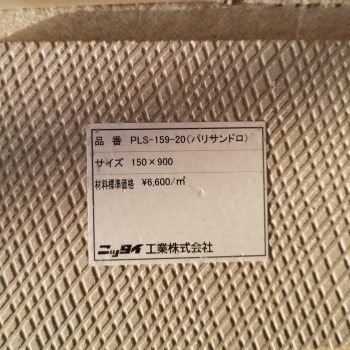 品 番 PLS-159-20(パリサンドロ)
サイズ 150×900
材料標準価格 ¥6,600/㎡
ニッタイ工業株式会社